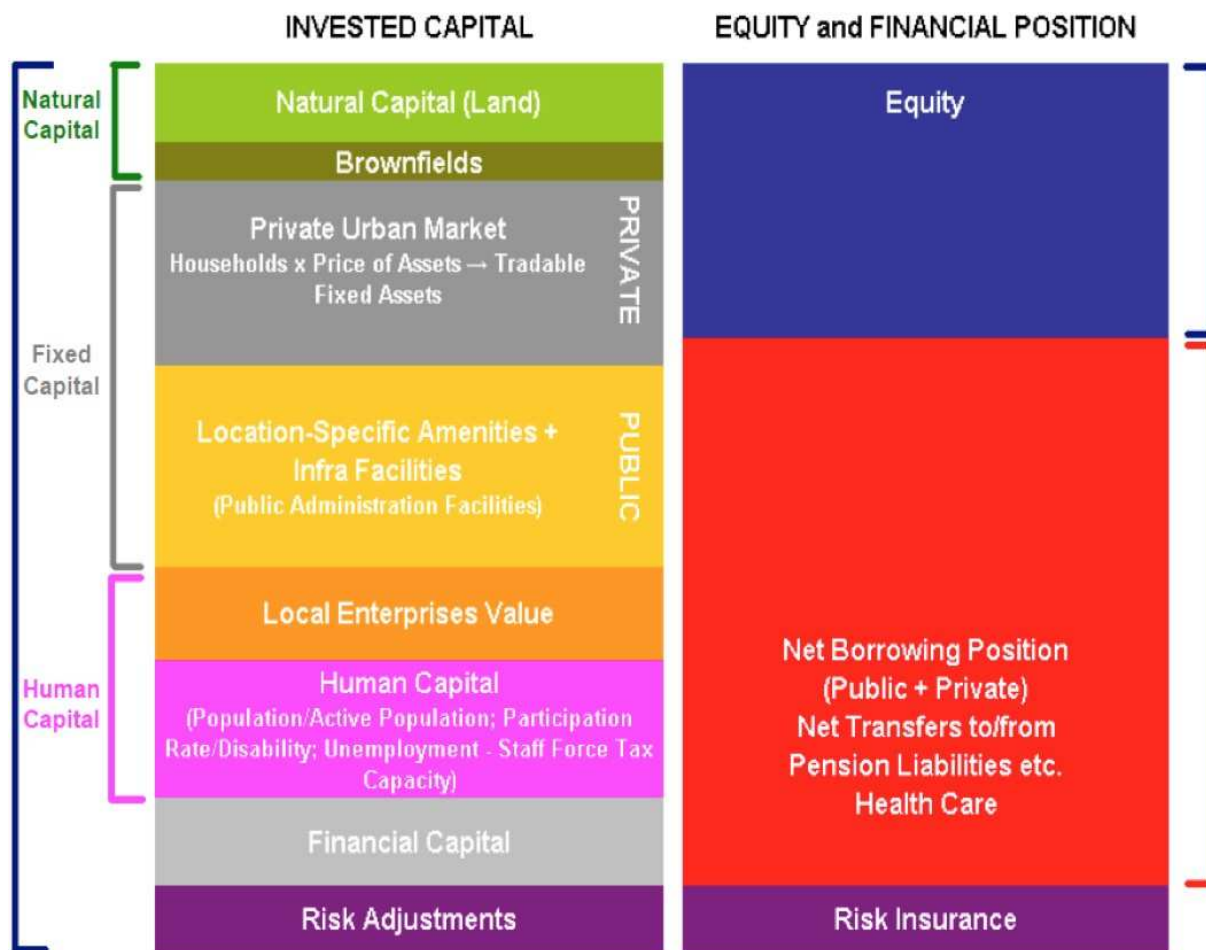 INVESTED CAPITAL
EQUITY and FINANCIAL POSITION
Natural
Capital
Natural Capital (Land)
Brownfields
Fixed
Capital
Private Urban Market
Households x Price of Assets → Tradable
Fixed Assets
PRIVATE
Location-Specific Amenities +
Infra Facilities
(Public Administration Facilities)
PUBLIC
Human
Capital
Local Enterprises Value
Human Capital
(Population/Active Population; Participation
Rate/Disability; Unemployment - Staff Force Tax
Capacity)
Financial Capital
Risk Adjustments
Equity
Net Borrowing Position
(Public + Private)
Net Transfers to/from
Pension Liabilities etc.
Health Care
Risk Insurance